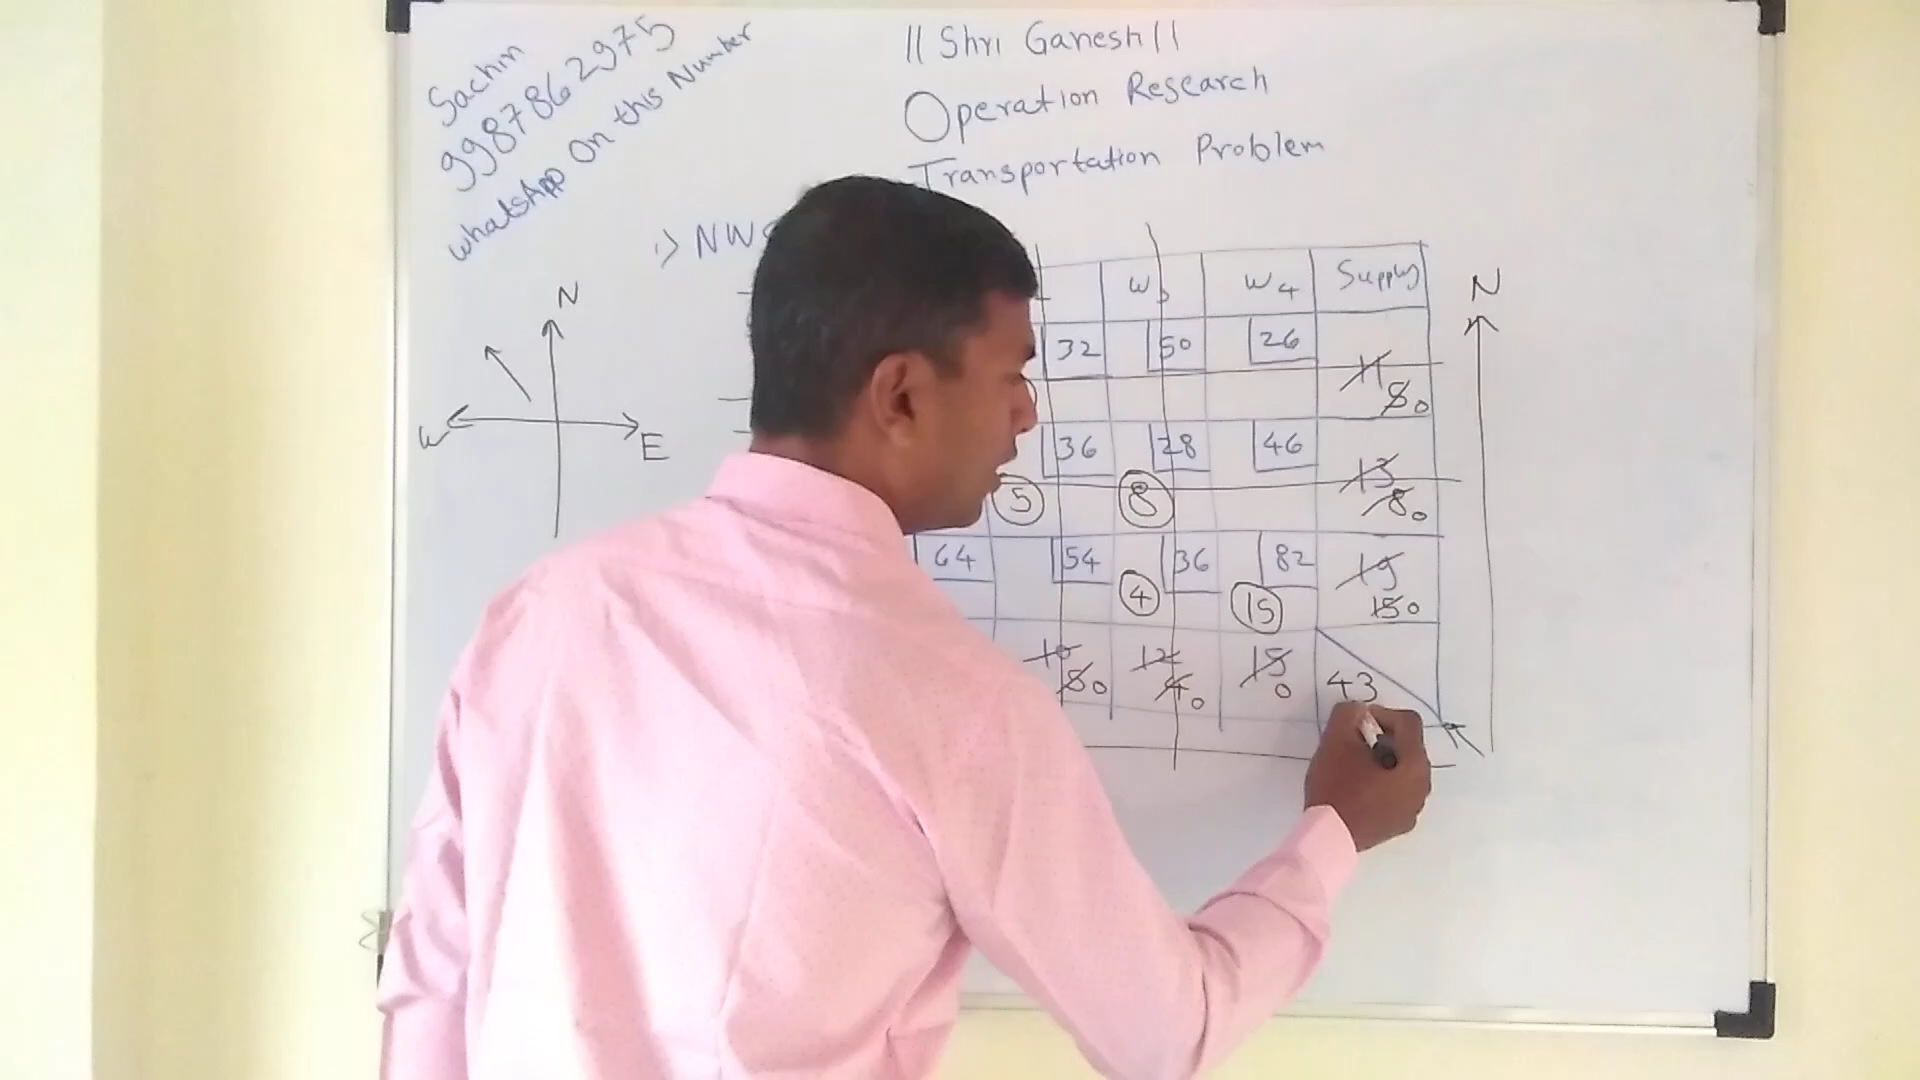 || Shri Ganesh ||
Operation Research
Transportation Problem
Sachin
9987862975
whatsApp On this Number
1) NW
N
W
E
W4 Supply
N
32 50 26 11
8 0
36 28 46 13
5 8 8 0
64 54 36 82 19
4 15 15 0
10 12 15
8 0 4 0 0 43